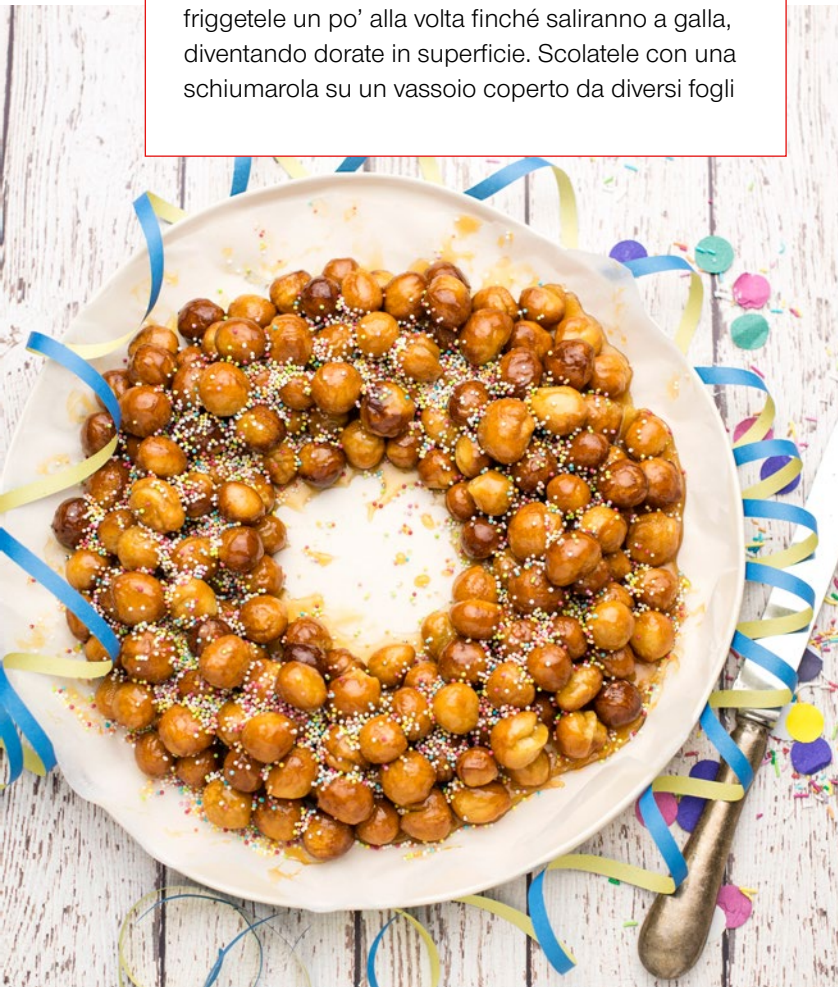 friggetele un po’ alla volta finché saliranno a galla,
diventando dorate in superficie. Scolatele con una
schiumarola su un vassoio coperto da diversi fogli